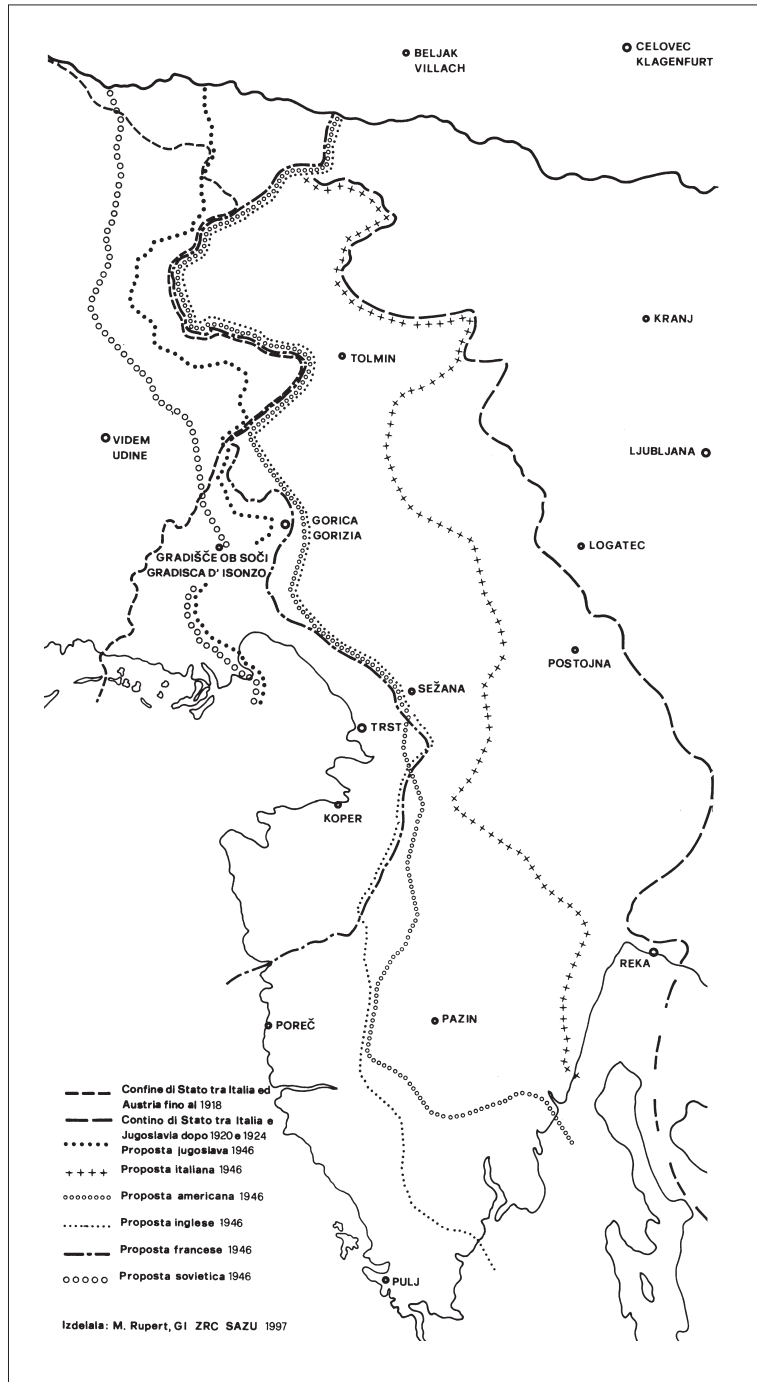 BELJAK
VILLACH
CELOVEC
KLAGENFURT
KRANJ
TOLMIN
VIDEM
UDINE
LJUBLJANA
GORICA
GORIZIA
LOGATEC
GRADIŠČE OB SOČI
GRADISCA D' ISONZO
POSTOJNA
SEŽANA
TRST
KOPER
REKA
PAZIN
POREČ
Confine di Stato tra Italia ed
Austria fino al 1918
Contino di Stato tra Italia e
Jugoslavia dopo 1920 e 1924
Proposta jugoslava 1946
Proposta italiana 1946
Proposta americana 1946
Proposta inglese 1946
Proposta francese 1946
Proposta sovietica 1946
PULJ
Izdelala: M. Rupert, GI ZRC SAZU 1997